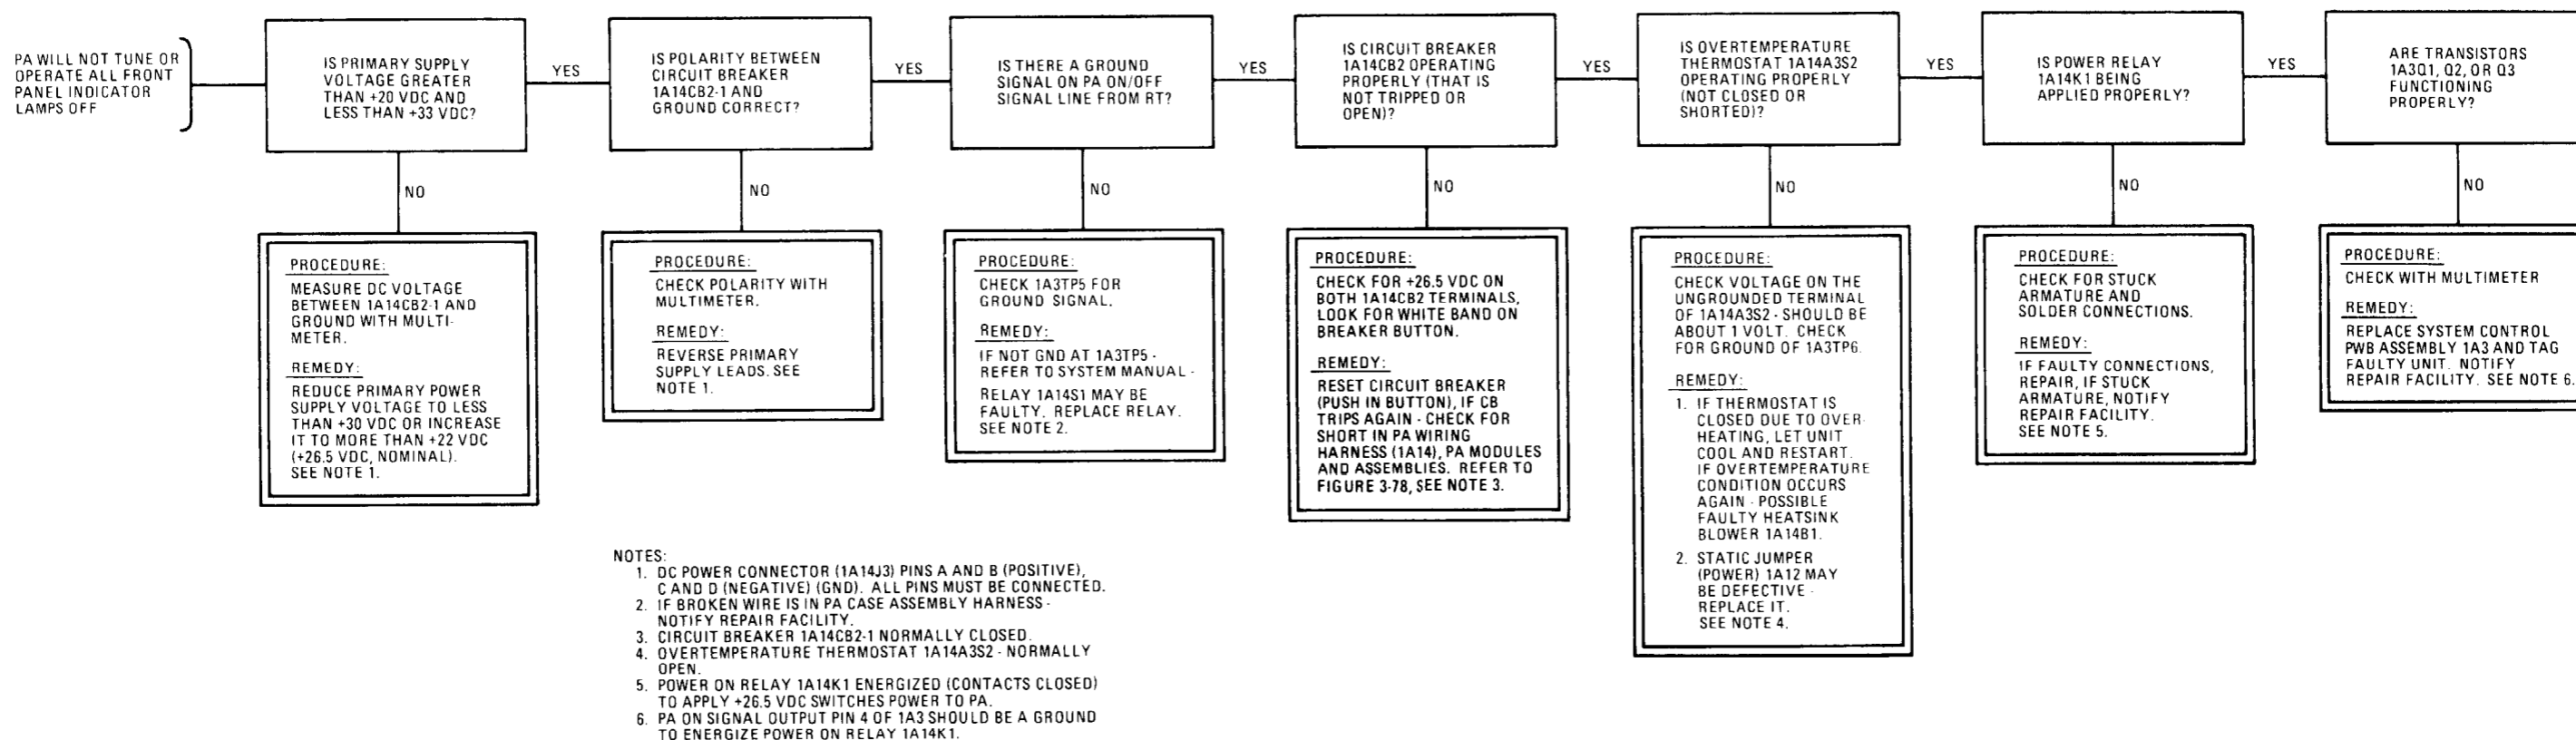 PA WILL NOT TUNE OR
OPERATE ALL FRONT
PANEL INDICATOR
LAMPS OFF
IS PRIMARY SUPPLY
VOLTAGE GREATER
THAN +20 VDC AND
LESS THAN +33 VDC?
YES
IS POLARITY BETWEEN
CIRCUIT BREAKER
1A14CB2-1 AND
GROUND CORRECT?
YES
IS THERE A GROUND
SIGNAL ON PA ON/OFF
SIGNAL LINE FROM RT?
YES
IS CIRCUIT BREAKER
1A14CB2 OPERATING
PROPERLY (THAT IS
NOT TRIPPED OR
OPEN)?
YES
IS OVERTEMPERATURE
THERMOSTAT 1A14A3S2
OPERATING PROPERLY
(NOT CLOSED OR
SHORTED)?
YES
IS POWER RELAY
1A14K1 BEING
APPLIED PROPERLY?
YES
ARE TRANSISTORS
1A3Q1, Q2, OR Q3
FUNCTIONING
PROPERLY?
NO
NO
NO
NO
NO
NO
NO
PROCEDURE:
MEASURE DC VOLTAGE
BETWEEN 1A14CB2-1 AND
GROUND WITH MULTI-
METER.
REMEDY:
REDUCE PRIMARY POWER
SUPPLY VOLTAGE TO LESS
THAN +30 VDC OR INCREASE
IT TO MORE THAN +22 VDC
(+26.5 VDC, NOMINAL).
SEE NOTE 1.
PROCEDURE:
CHECK POLARITY WITH
MULTIMETER.
REMEDY:
REVERSE PRIMARY
SUPPLY LEADS. SEE
NOTE 1.
PROCEDURE:
CHECK 1A3TP5 FOR
GROUND SIGNAL.
REMEDY:
IF NOT GND AT 1A3TP5 -
REFER TO SYSTEM MANUAL -
RELAY 1A14S1 MAY BE
FAULTY. REPLACE RELAY.
SEE NOTE 2.
PROCEDURE:
CHECK FOR +26.5 VDC ON
BOTH 1A14CB2 TERMINALS,
LOOK FOR WHITE BAND ON
BREAKER BUTTON.
REMEDY:
RESET CIRCUIT BREAKER
(PUSH IN BUTTON), IF CB
TRIPS AGAIN - CHECK FOR
SHORT IN PA WIRING
HARNESS (1A14), PA MODULES
AND ASSEMBLIES. REFER TO
FIGURE 3-78, SEE NOTE 3.
PROCEDURE:
CHECK VOLTAGE ON THE
UNGROUNDED TERMINAL
OF 1A14A3S2 - SHOULD BE
ABOUT 1 VOLT. CHECK
FOR GROUND OF 1A3TP6.
REMEDY:
1. IF THERMOSTAT IS
CLOSED DUE TO OVER-
HEATING, LET UNIT
COOL AND RESTART.
IF OVERTEMPERATURE
CONDITION OCCURS
AGAIN - POSSIBLE
FAULTY HEATSINK
BLOWER 1A14B1.
2. STATIC JUMPER
(POWER) 1A12 MAY
BE DEFECTIVE -
REPLACE IT.
SEE NOTE 4.
PROCEDURE:
CHECK FOR STUCK
ARMATURE AND
SOLDER CONNECTIONS.
REMEDY:
IF FAULTY CONNECTIONS,
REPAIR, IF STUCK
ARMATURE, NOTIFY
REPAIR FACILITY.
SEE NOTE 5.
PROCEDURE:
CHECK WITH MULTIMETER
REMEDY:
REPLACE SYSTEM CONTROL
PWB ASSEMBLY 1A3 AND TAG
FAULTY UNIT. NOTIFY
REPAIR FACILITY. SEE NOTE 6.
NOTES:
1. DC POWER CONNECTOR (1A14J3) PINS A AND B (POSITIVE),
C AND D (NEGATIVE) (GND). ALL PINS MUST BE CONNECTED.
2. IF BROKEN WIRE IS IN PA CASE ASSEMBLY HARNESS -
NOTIFY REPAIR FACILITY.
3. CIRCUIT BREAKER 1A14CB2-1 NORMALLY CLOSED.
4. OVERTEMPERATURE THERMOSTAT 1A14A3S2 - NORMALLY
OPEN.
5. POWER ON RELAY 1A14K1 ENERGIZED (CONTACTS CLOSED)
TO APPLY +26.5 VDC SWITCHES POWER TO PA.
6. PA ON SIGNAL OUTPUT PIN 4 OF 1A3 SHOULD BE A GROUND
TO ENERGIZE POWER ON RELAY 1A14K1.